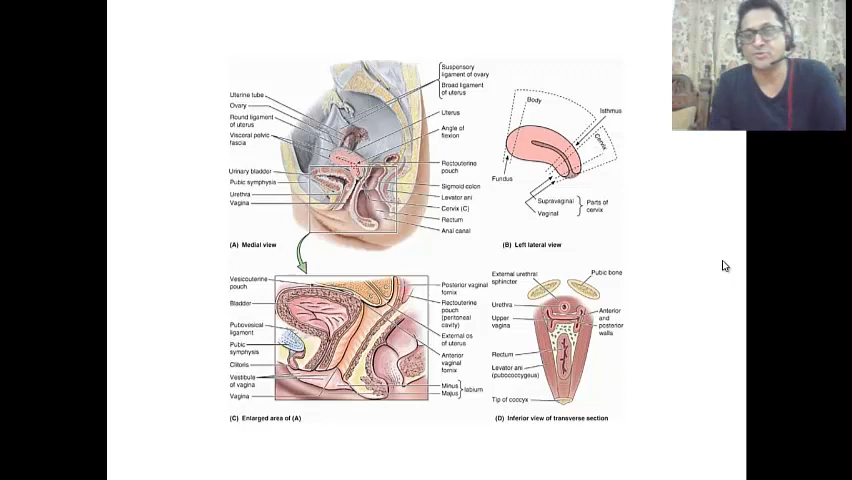 Suspensory
ligament of ovary
Broad ligament
of uterus
Uterine tube
Ovary
Round ligament
of uterus
Visceral pelvic
fascia
Urinary bladder
Pubic symphysis
Urethra
Vagina
Uterus
Angle of
flexion
Rectouterine
pouch
Sigmoid colon
Levator ani
Cervix (C)
Rectum
Anal canal
(A) Medial view
Body
Isthmus
Cervix
Fundus
Supravaginal
Vaginal
Parts of
cervix
(B) Left lateral view
Vesicouterine
pouch
Bladder
Pubovesical
ligament
Pubic
symphysis
Clitoris
Vestibule
of vagina
Vagina
Posterior vaginal
fornix
Rectouterine
pouch
(peritoneal
cavity)
External os
of uterus
Anterior
vaginal
fornix
Minus
Majus
labium
(C) Enlarged area of (A)
External urethral
sphincter
Pubic bone
Urethra
Upper
vagina
Anterior
and
posterior
walls
Rectum
Levator ani
(pubococcygeus)
Tip of coccyx
(D) Inferior view of transverse section